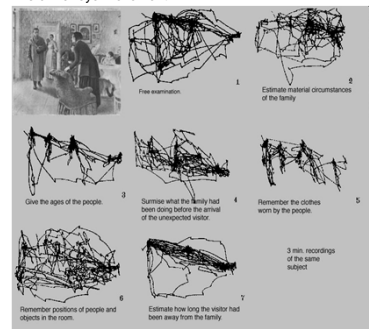 1
Free examination.
2
Estimate material circumstances
of the family
3
Give the ages of the people.
4
Surmise what the family had
been doing before the arrival
of the unexpected visitor.
5
Remember the clothes
worn by the people.
6
Remember positions of people and
objects in the room.
7
Estimate how long the visitor had
been away from the family.
3 min. recordings
of the same
subject